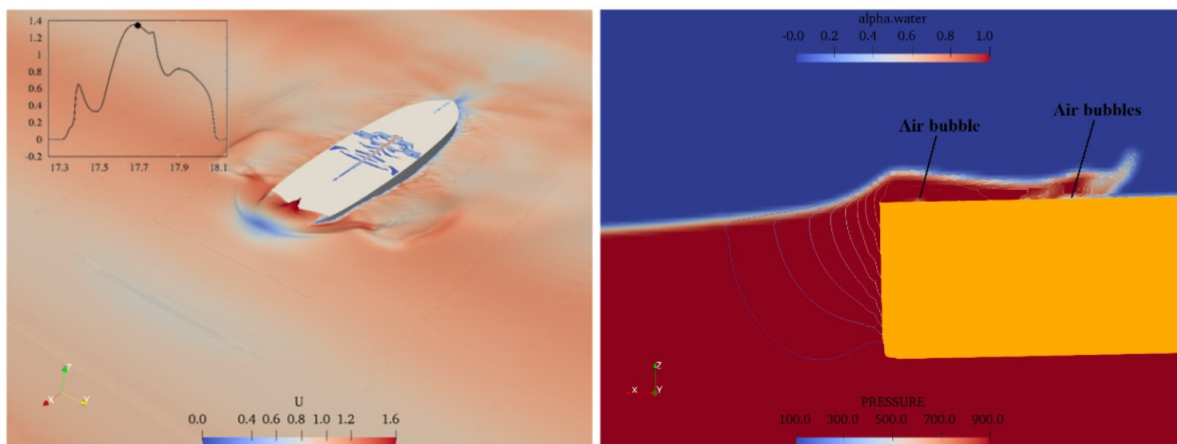 1.4
1.2
1
0.8
0.6
0.4
0.2
0
-0.2
17.3 17.5 17.7 17.9 18.1
U
0.0 0.4 0.6 0.8 1.0 1.2 1.6
X Y
alpha.water
-0.0 0.2 0.4 0.6 0.8 1.0
Air bubble
Air bubbles
Z
X Y
PRESSURE
100.0 300.0 500.0 700.0 900.0